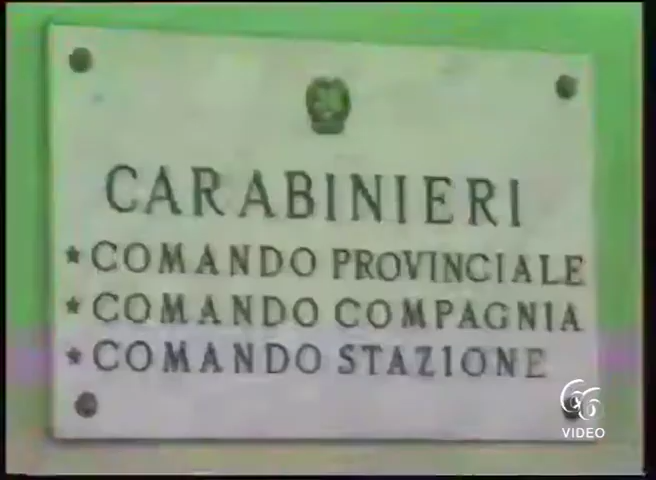 CARABINIERI
* COMANDO PROVINCIALE
* COMANDO COMPAGNIA
* COMANDO STAZIONE
VIDEO